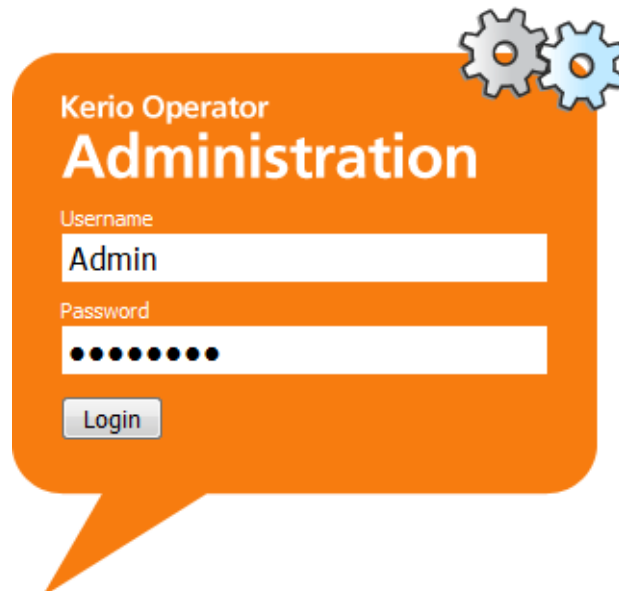 Kerio Operator
Administration
Username
Admin
Password
●●●●●●●●
Login